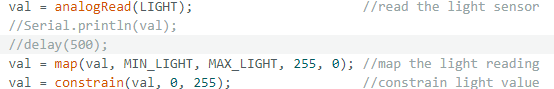 val = analogRead(LIGHT); //read the light sensor
//Serial.println(val);
//delay(500);
val = map(val, MIN_LIGHT, MAX_LIGHT, 255, 0); //map the light reading
val = constrain(val, 0, 255); //constrain light value